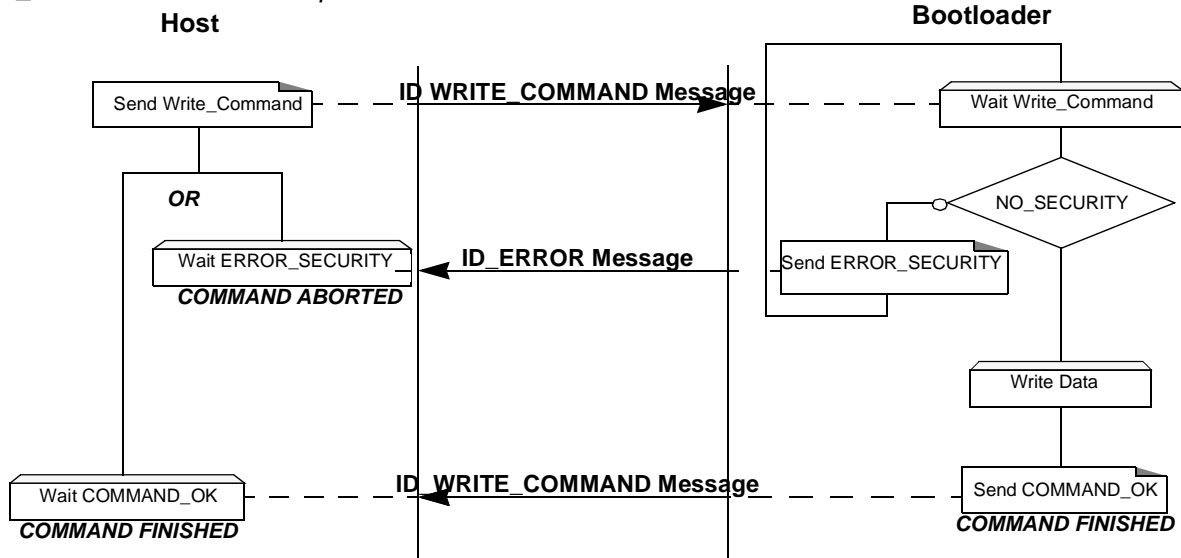 Host
Bootloader
Send Write_Command
ID WRITE_COMMAND Message
Wait Write_Command
OR
NO_SECURITY
Wait ERROR_SECURITY
ID_ERROR Message
Send ERROR_SECURITY
COMMAND ABORTED
Write Data
Wait COMMAND_OK
ID_WRITE_COMMAND Message
Send COMMAND_OK
COMMAND FINISHED
COMMAND FINISHED